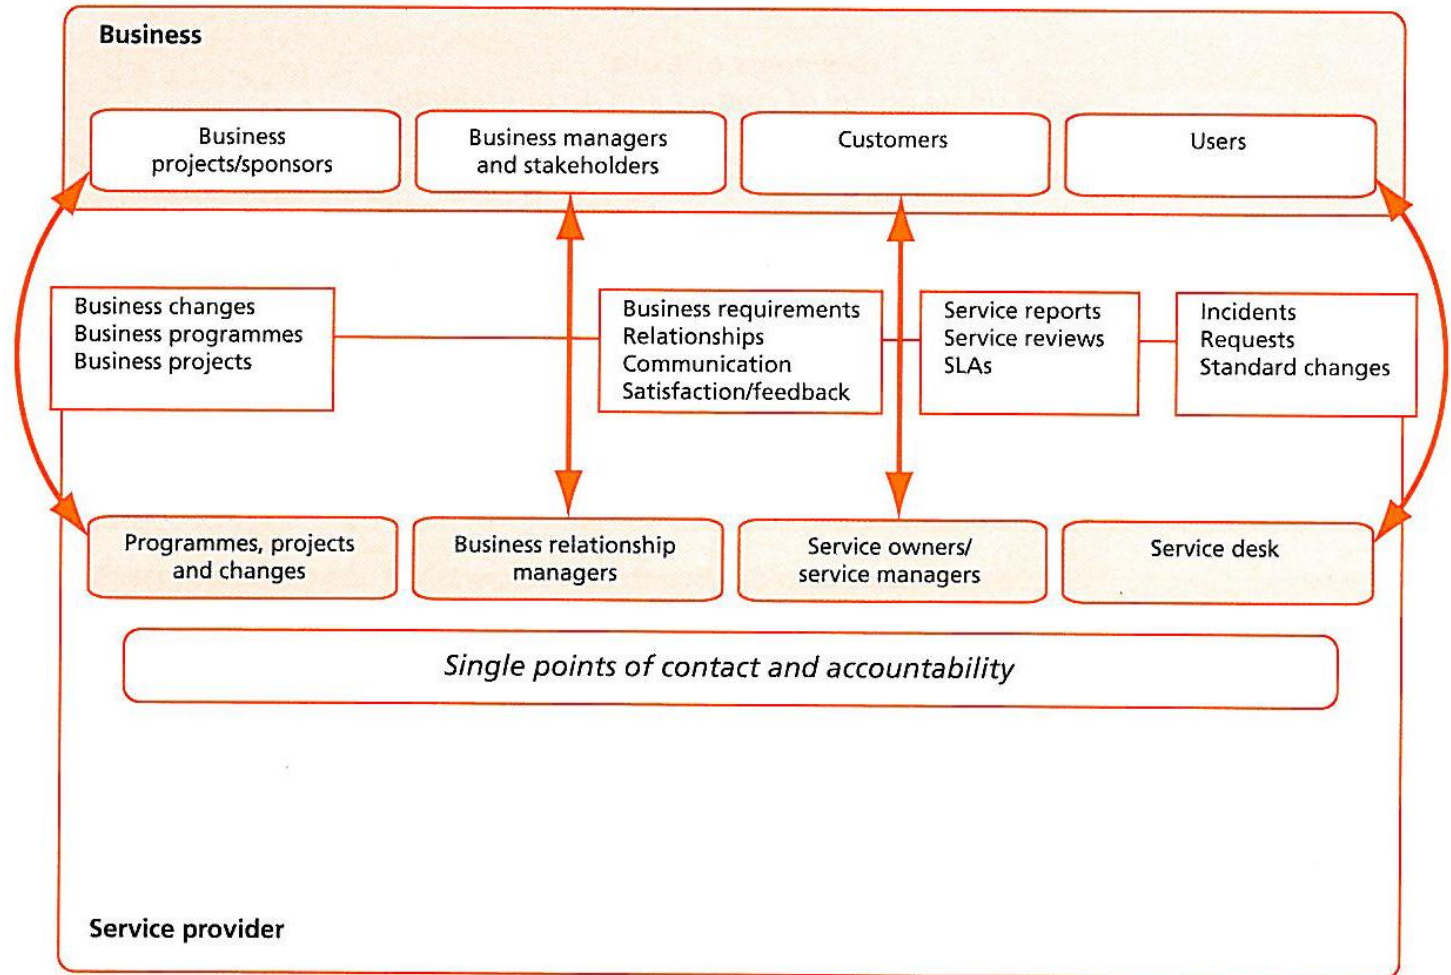 Business
Business
projects/sponsors
Business managers
and stakeholders
Customers
Users
Business changes
Business programmes
Business projects
Business requirements
Relationships
Communication
Satisfaction/feedback
Service reports
Service reviews
SLAs
Incidents
Requests
Standard changes
Programmes, projects
and changes
Business relationship
managers
Service owners/
service managers
Service desk
Single points of contact and accountability
Service provider